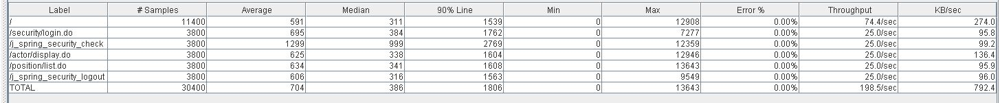 Label # Samples Average Median 90% Line Min Max Error % Throughput KB/sec
/ 11400 591 311 1539 0 12908 0.00% 74.4/sec 274.0
/security/login.do 3800 695 384 1762 0 7277 0.00% 25.0/sec 95.8
/j_spring_security_check 3800 1299 999 2769 0 12359 0.00% 25.0/sec 99.2
/actor/display.do 3800 625 338 1604 0 12946 0.00% 25.0/sec 136.4
/position/list.do 3800 634 341 1608 0 13643 0.00% 25.0/sec 95.9
/j_spring_security_logout 3800 606 316 1563 0 9549 0.00% 25.0/sec 96.0
TOTAL 30400 704 386 1806 0 13643 0.00% 198.5/sec 792.4